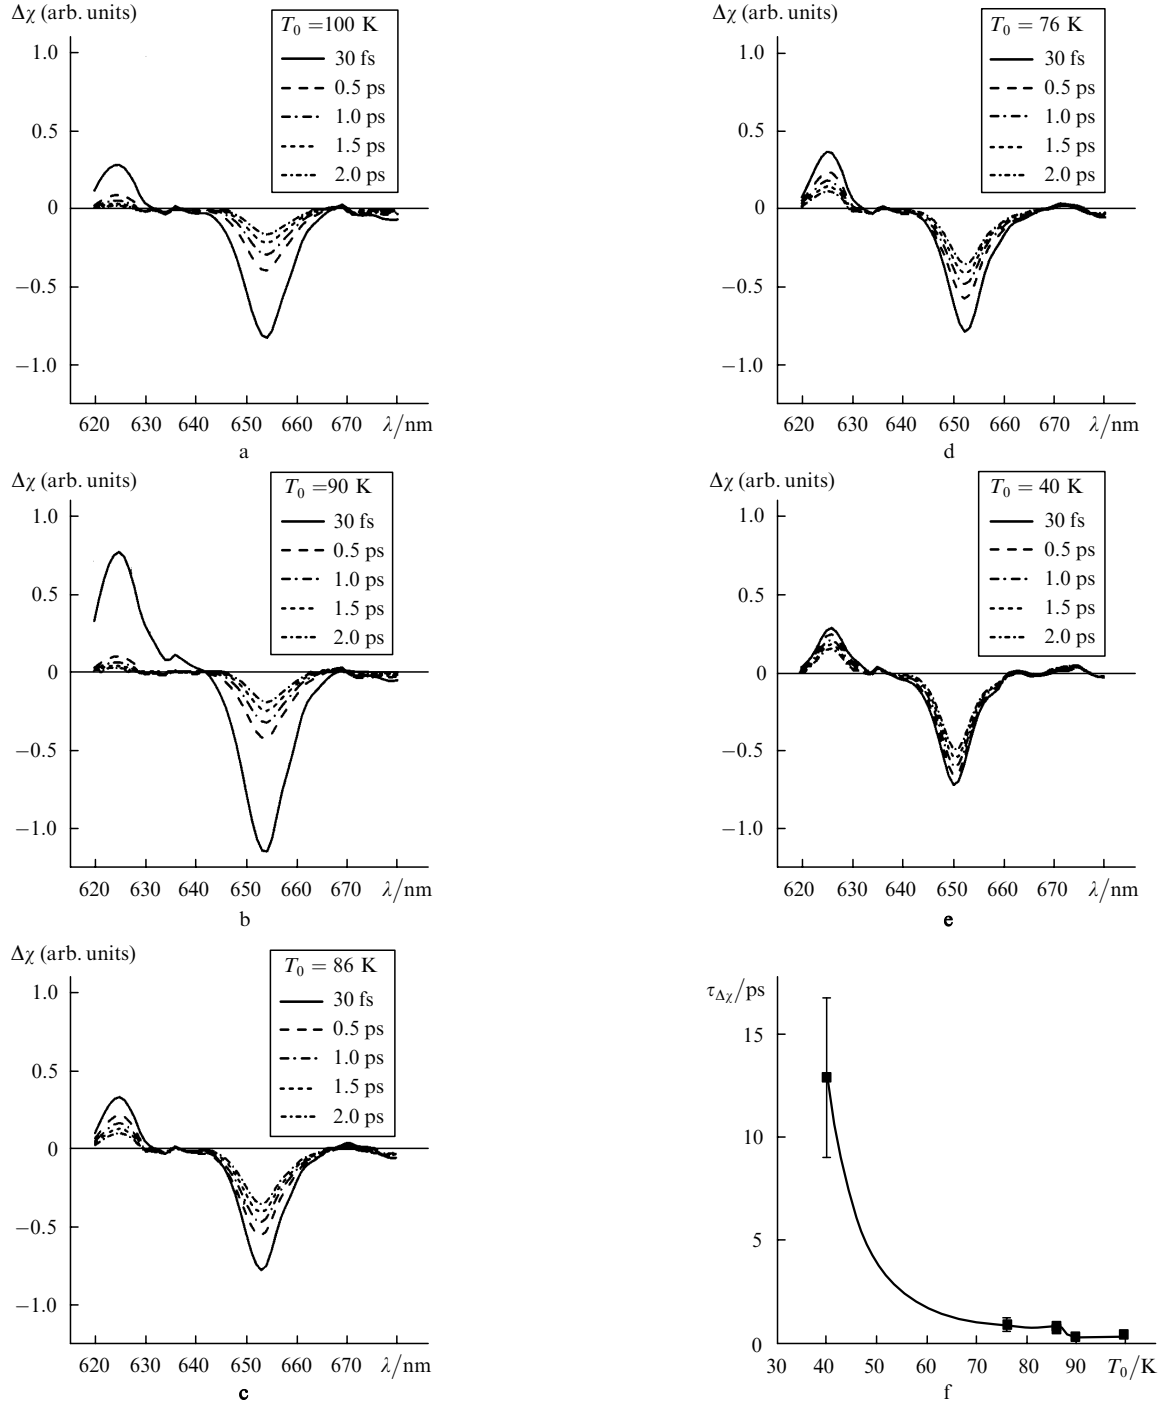 Δχ (arb. units)
T₀ =100 K
30 fs
0.5 ps
1.0 ps
1.5 ps
2.0 ps
1.0
0.5
0
−0.5
−1.0
620 630 640 650 660 670 λ/nm
a
Δχ (arb. units)
T₀ = 76 K
30 fs
0.5 ps
1.0 ps
1.5 ps
2.0 ps
1.0
0.5
0
−0.5
−1.0
620 630 640 650 660 670 λ/nm
d
Δχ (arb. units)
T₀ =90 K
30 fs
0.5 ps
1.0 ps
1.5 ps
2.0 ps
1.0
0.5
0
−0.5
−1.0
620 630 640 650 660 670 λ/nm
b
Δχ (arb. units)
T₀ = 40 K
30 fs
0.5 ps
1.0 ps
1.5 ps
2.0 ps
1.0
0.5
0
−0.5
−1.0
620 630 640 650 660 670 λ/nm
e
Δχ (arb. units)
T₀ = 86 K
30 fs
0.5 ps
1.0 ps
1.5 ps
2.0 ps
1.0
0.5
0
−0.5
−1.0
620 630 640 650 660 670 λ/nm
c
τΔχ/ps
15
10
5
0
30 40 50 60 70 80 90 T₀/K
f